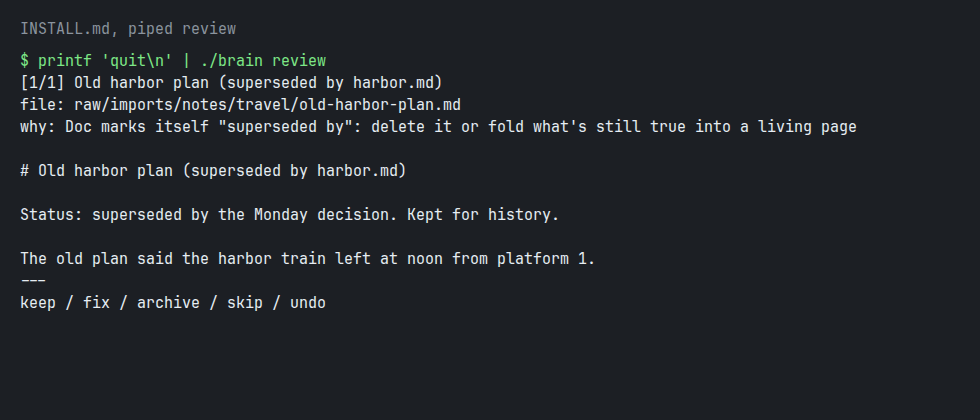 INSTALL.md, piped review
$ printf 'quit\n' | ./brain review
[1/1] Old harbor plan (superseded by harbor.md)
file: raw/imports/notes/travel/old-harbor-plan.md
why: Doc marks itself "superseded by": delete it or fold what's still true into a living page
# Old harbor plan (superseded by harbor.md)
Status: superseded by the Monday decision. Kept for history.
The old plan said the harbor train left at noon from platform 1.
---
keep / fix / archive / skip / undo